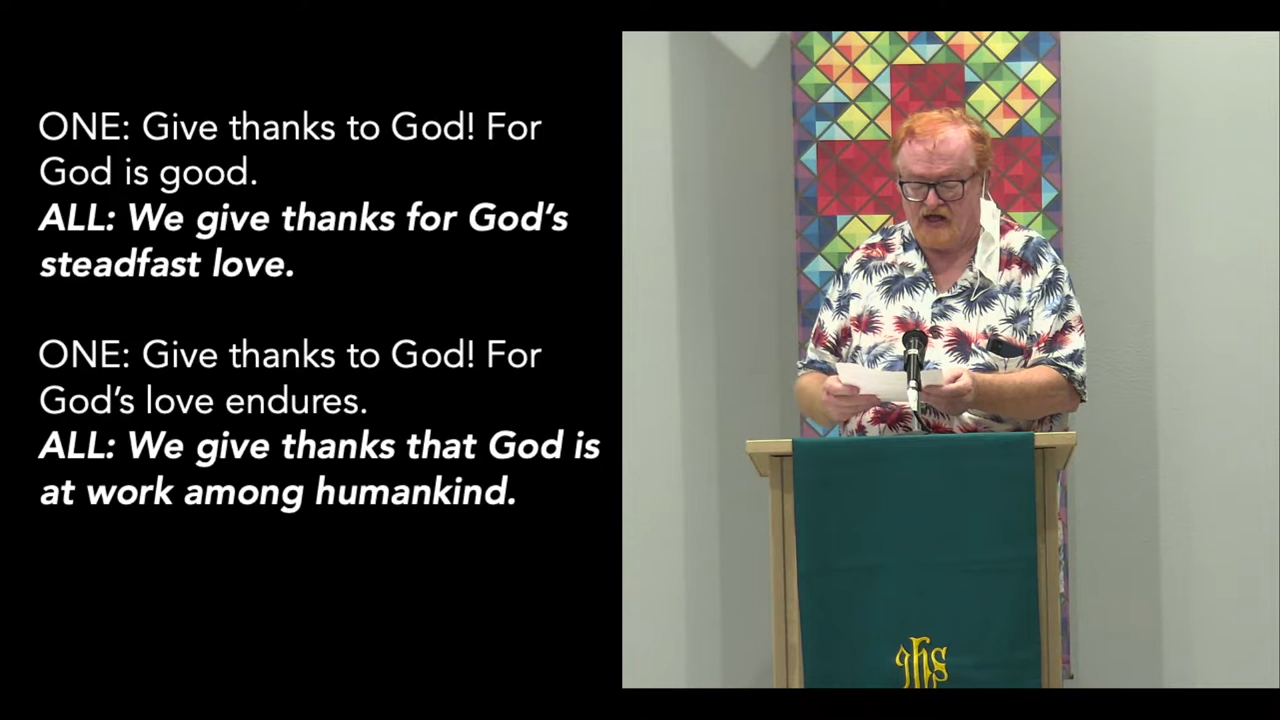 ONE: Give thanks to God! For
God is good.
ALL: We give thanks for God’s
steadfast love.
ONE: Give thanks to God! For
God’s love endures.
ALL: We give thanks that God is
at work among humankind.
IHS